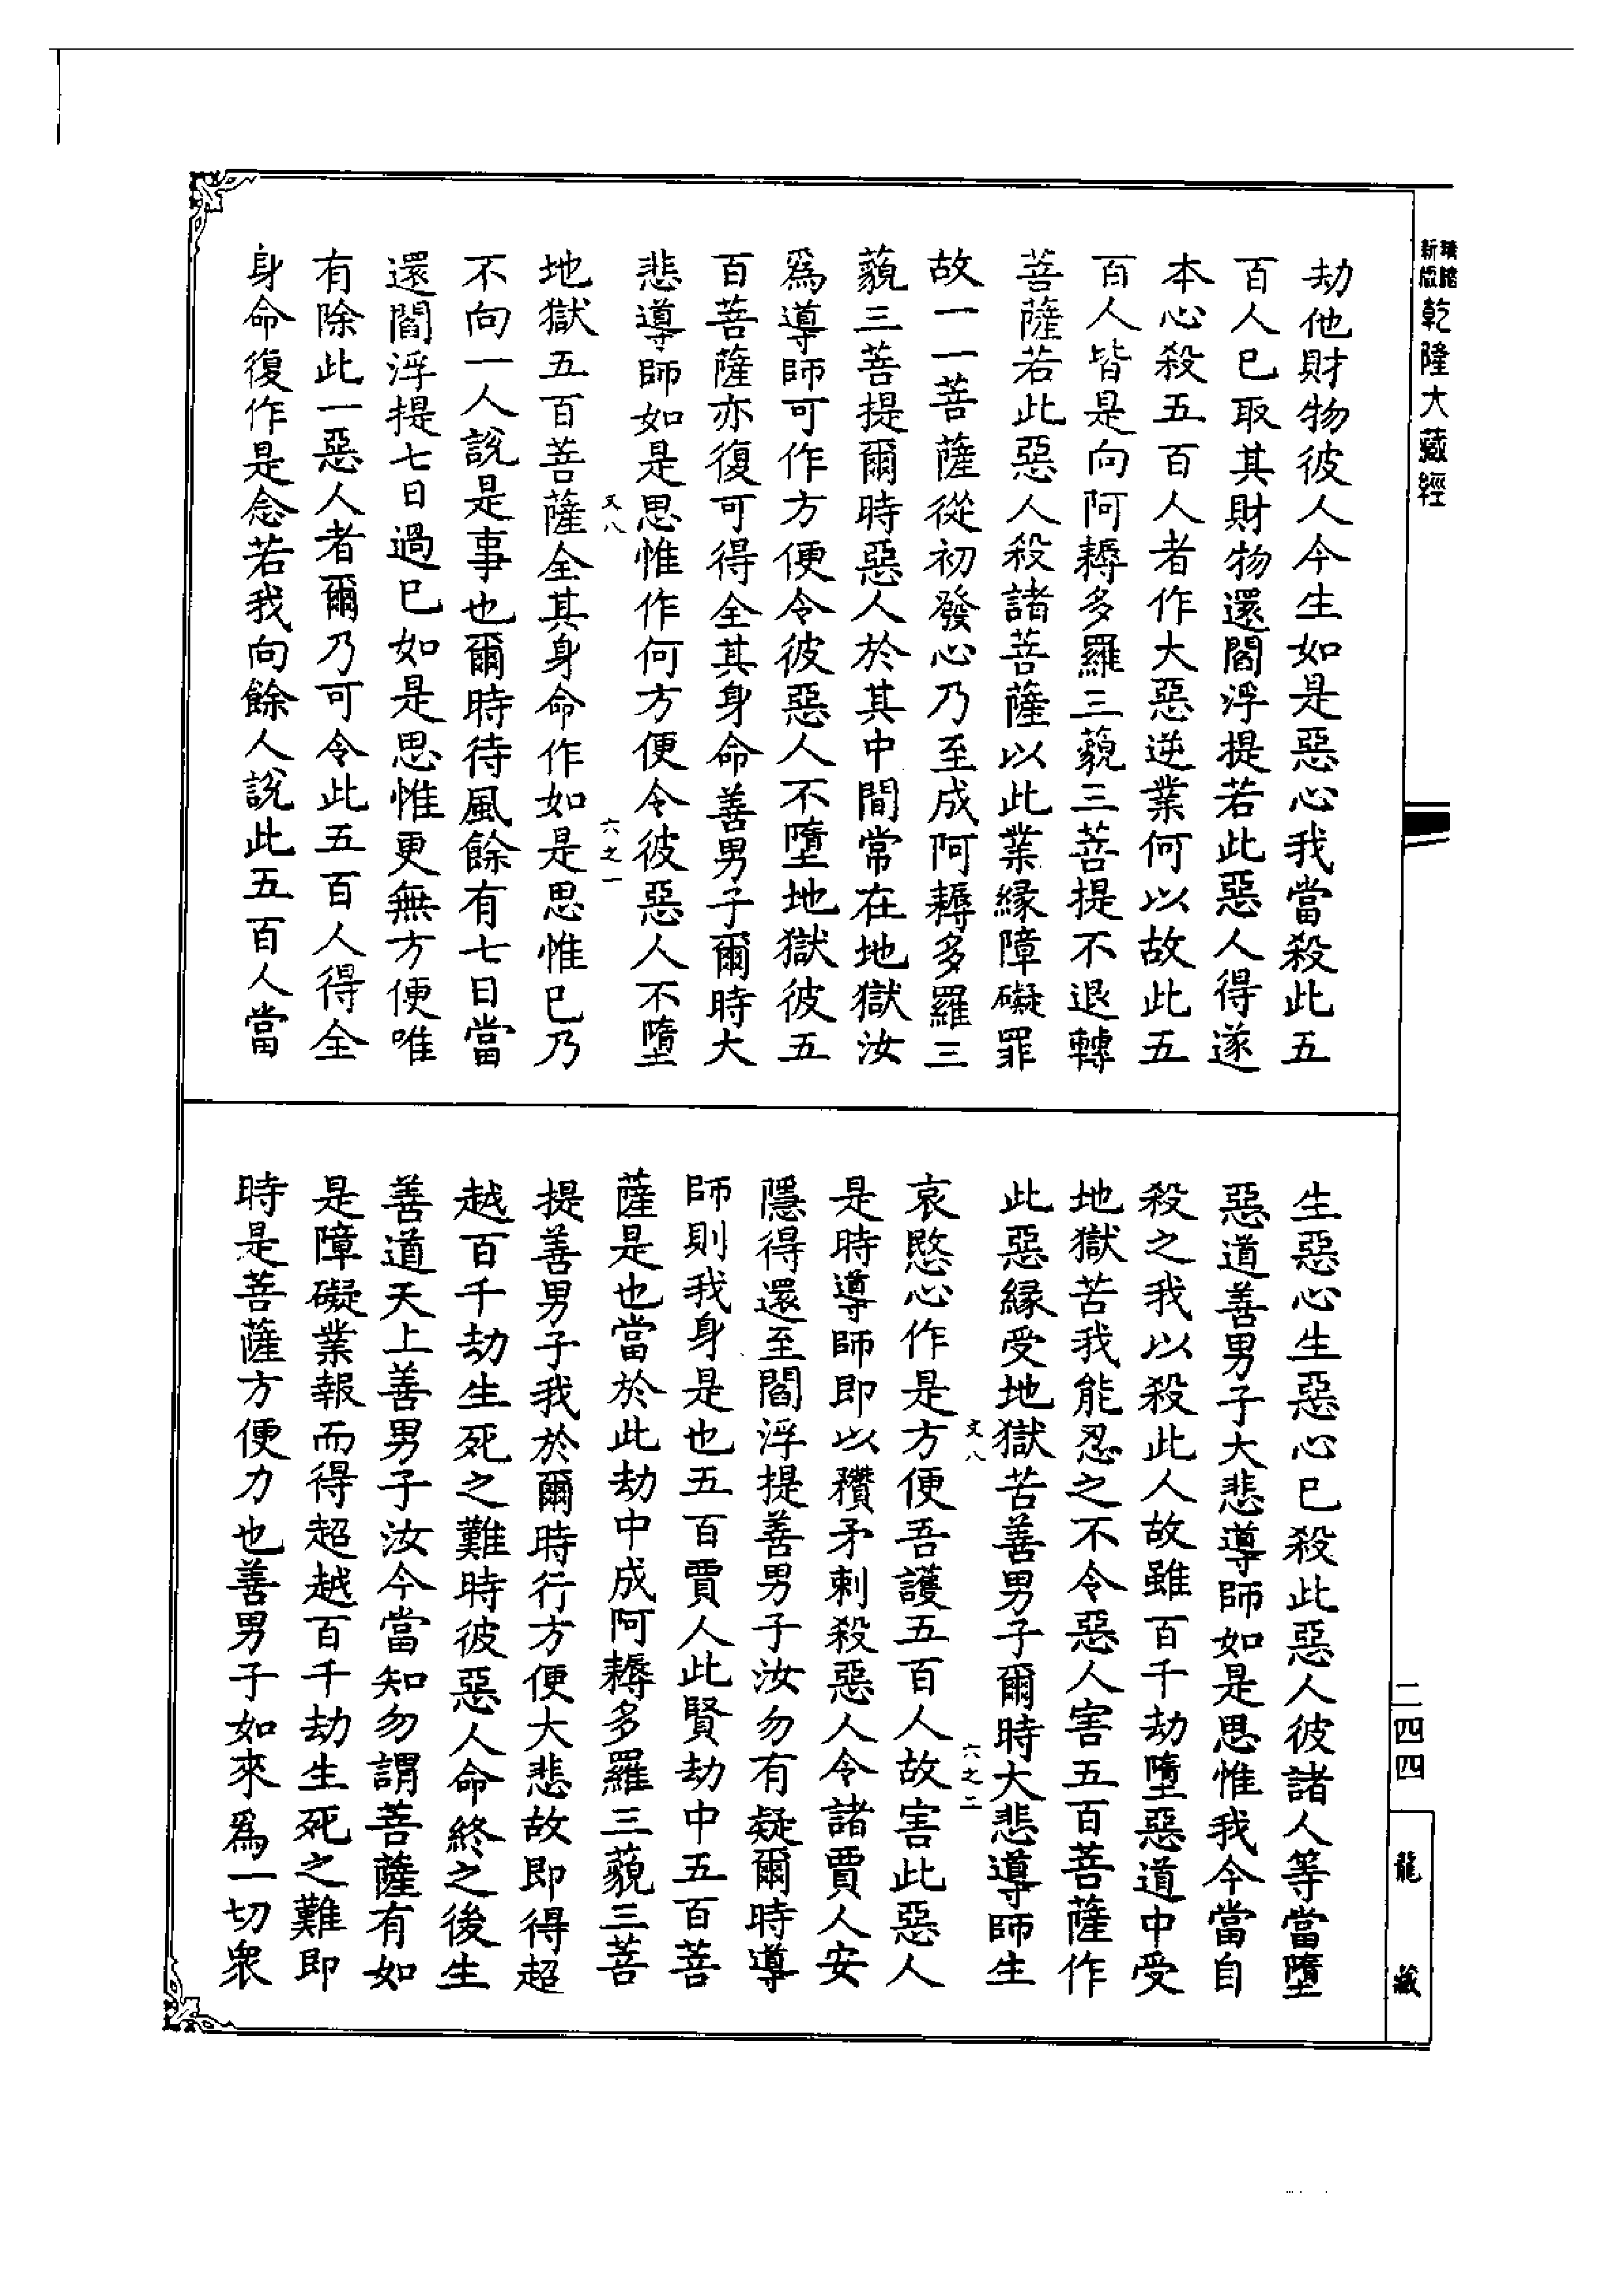 乾隆大藏經
劫他財物彼人今生如是惡心我當殺此五
百人已取其財物還閻浮提若此惡人得遂
本心殺五百人者作大惡逆業何以故此五
百人皆是向阿耨多羅三藐三菩提不退轉
菩薩若此惡人殺諸菩薩以此業緣障礙罪
故一一菩薩從初發心乃至成阿耨多羅三
藐三菩提爾時惡人於其中間常在地獄汝
為導師可作方便令彼惡人不墮地獄彼五
百菩薩亦復可得全其身命善男子爾時大
悲導師如是思惟作何方便令彼惡人不墮
六之一
地獄五百菩薩全其身命作如是思惟已乃
不向一人說是事也爾時待風餘有七日當
還閻浮提七日過已如是思惟更無方便唯
有除此一惡人者爾乃可令此五百人得全
身命復作是念若我向餘人說此五百人當
生惡心生惡心已殺此惡人彼諸人等當墮
惡道善男子大悲導師如是思惟我今當自
殺之我以殺此人故雖百千劫墮惡道中受
地獄苦我能忍之不令惡人害五百菩薩作
此惡緣受地獄苦善男子爾時大悲導師生
六之二
哀愍心作是方便吾護五百人故害此惡人
是時導師即以䂎矛刺殺惡人令諸賈人安
隱得還至閻浮提善男子汝勿有疑爾時導
師則我身是也五百賈人此賢劫中五百菩
薩是也當於此劫中成阿耨多羅三藐三菩
提善男子我於爾時行方便大悲故即得超
越百千劫生死之難時彼惡人命終之後生
善道天上善男子汝今當知勿謂菩薩有如
是障礙業報而得超越百千劫生死之難即
時是菩薩方便力也善男子如來為一切眾
二四四
龍藏